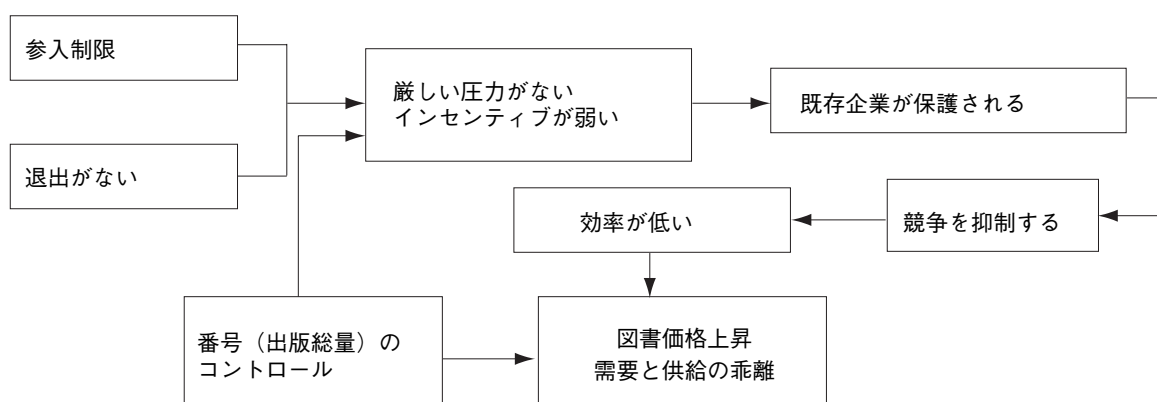 参入制限
厳しい圧力がない
インセンティブが弱い
既存企業が保護される
退出がない
効率が低い
競争を抑制する
番号（出版総量）の
コントロール
図書価格上昇
需要と供給の乖離